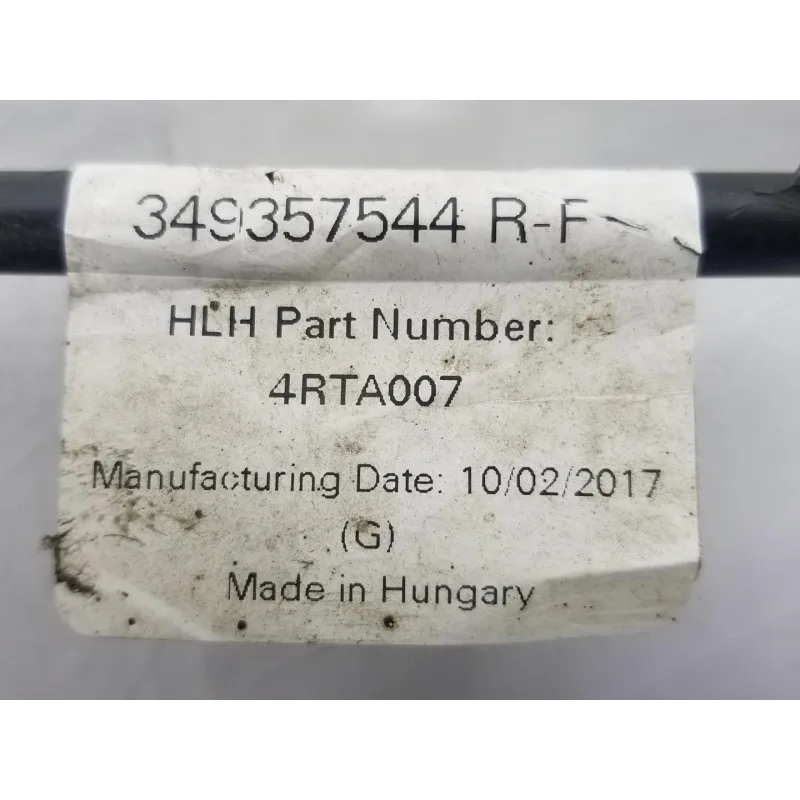 349357544 R-F
HLH Part Number:
4RTA007
Manufacturing Date: 10/02/2017
(G)
Made in Hungary